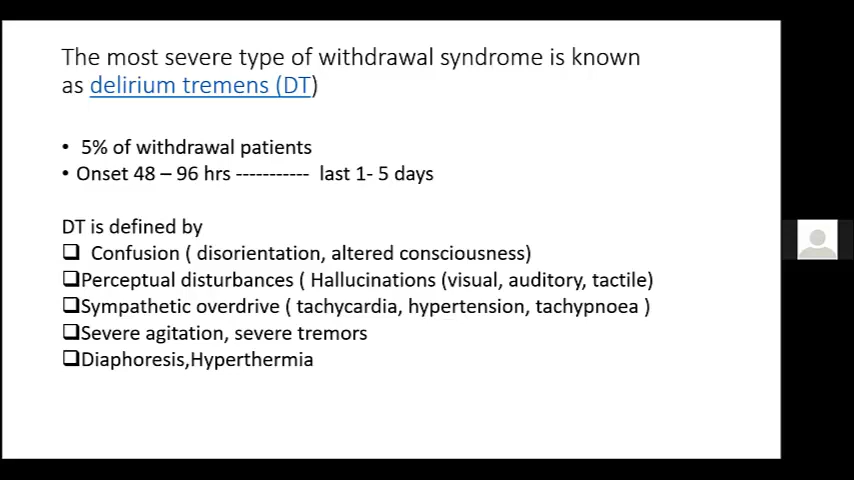 The most severe type of withdrawal syndrome is known
as delirium tremens (DT)
• 5% of withdrawal patients
• Onset 48 – 96 hrs ----------- last 1- 5 days
DT is defined by
❑ Confusion ( disorientation, altered consciousness)
❑Perceptual disturbances ( Hallucinations (visual, auditory, tactile)
❑Sympathetic overdrive ( tachycardia, hypertension, tachypnoea )
❑Severe agitation, severe tremors
❑Diaphoresis,Hyperthermia